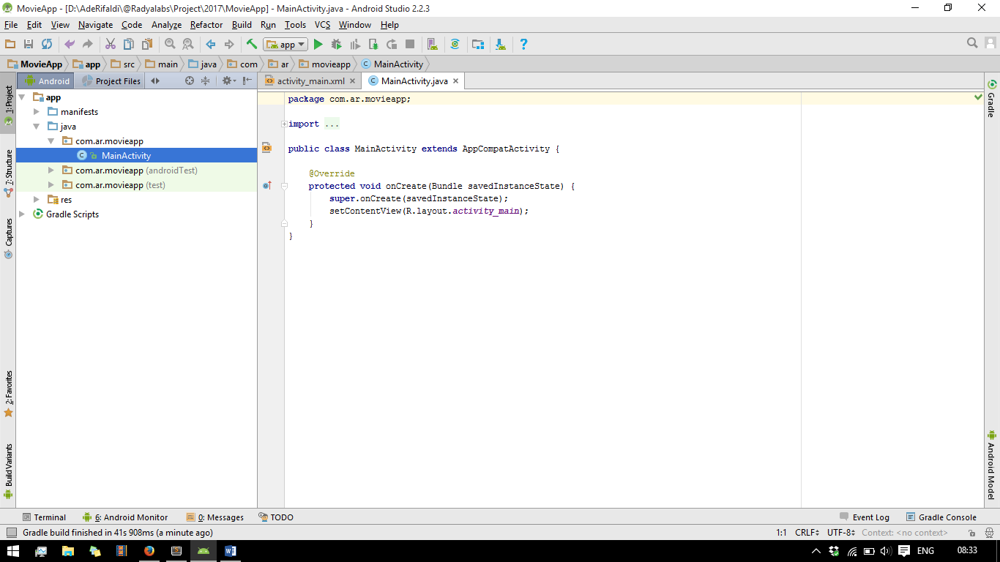 MovieApp - [D:\AdeRifaldi\@Radyalabs\Project\2017\MovieApp] - MainActivity.java - Android Studio 2.2.3
File Edit View Navigate Code Analyze Refactor Build Run Tools VCS Window Help
app
MovieApp app src main java com ar movieapp MainActivity
Android Project Files
activity_main.xml MainActivity.java
1: Project
7: Structure
Captures
2: Favorites
Build Variants
app
manifests
java
com.ar.movieapp
MainActivity
com.ar.movieapp (androidTest)
com.ar.movieapp (test)
res
Gradle Scripts
package com.ar.movieapp;
import ...
public class MainActivity extends AppCompatActivity {
@Override
protected void onCreate(Bundle savedInstanceState) {
super.onCreate(savedInstanceState);
setContentView(R.layout.activity_main);
}
}
Gradle
Android Model
Terminal 6: Android Monitor 0: Messages TODO Event Log Gradle Console
Gradle build finished in 41s 908ms (a minute ago) 1:1 CRLF UTF-8 Context: <no context>
ENG 08:33